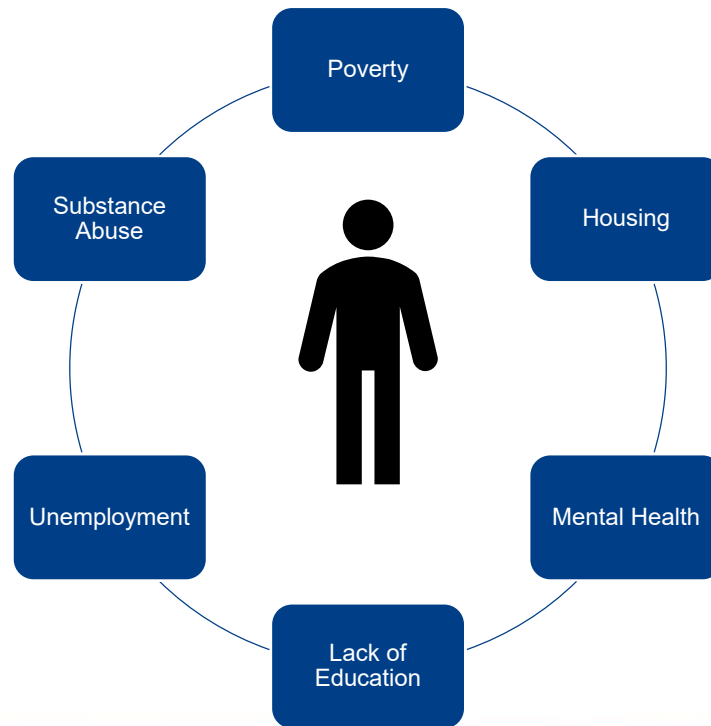 Poverty
Substance
Abuse
Housing
Unemployment
Mental Health
Lack of
Education